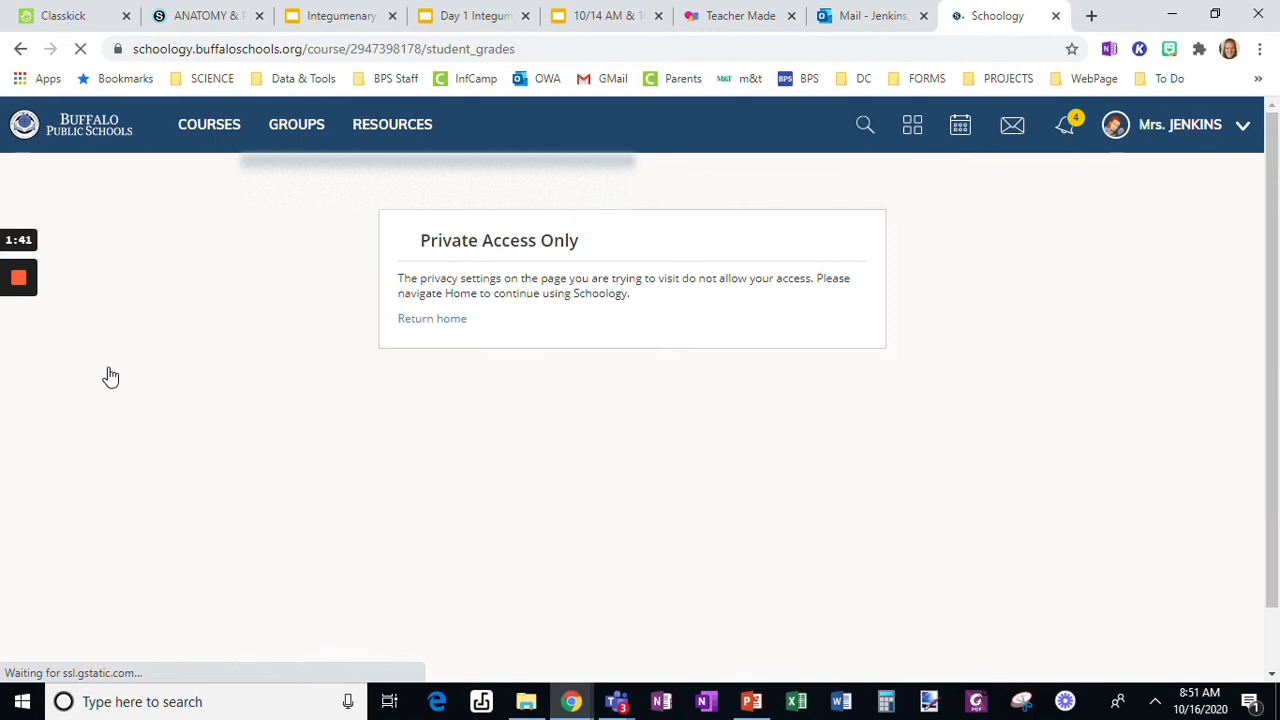 Classkick
ANATOMY & P
Integumenary
Day 1 Integum
10/14 AM & 1
Teacher Made
Mail - Jenkins,
Schoology
schoology.buffaloschools.org/course/2947398178/student_grades
Apps
Bookmarks
SCIENCE
Data & Tools
BPS Staff
InfCamp
OWA
GMail
Parents
M&T m&t
BPS BPS
DC
FORMS
PROJECTS
WebPage
To Do
BUFFALO
PUBLIC SCHOOLS
COURSES
GROUPS
RESOURCES
4
Mrs. JENKINS
1:41
Private Access Only
The privacy settings on the page you are trying to visit do not allow your access. Please
navigate Home to continue using Schoology.
Return home
Waiting for ssl.gstatic.com...
Type here to search
3
8:51 AM
10/16/2020
1